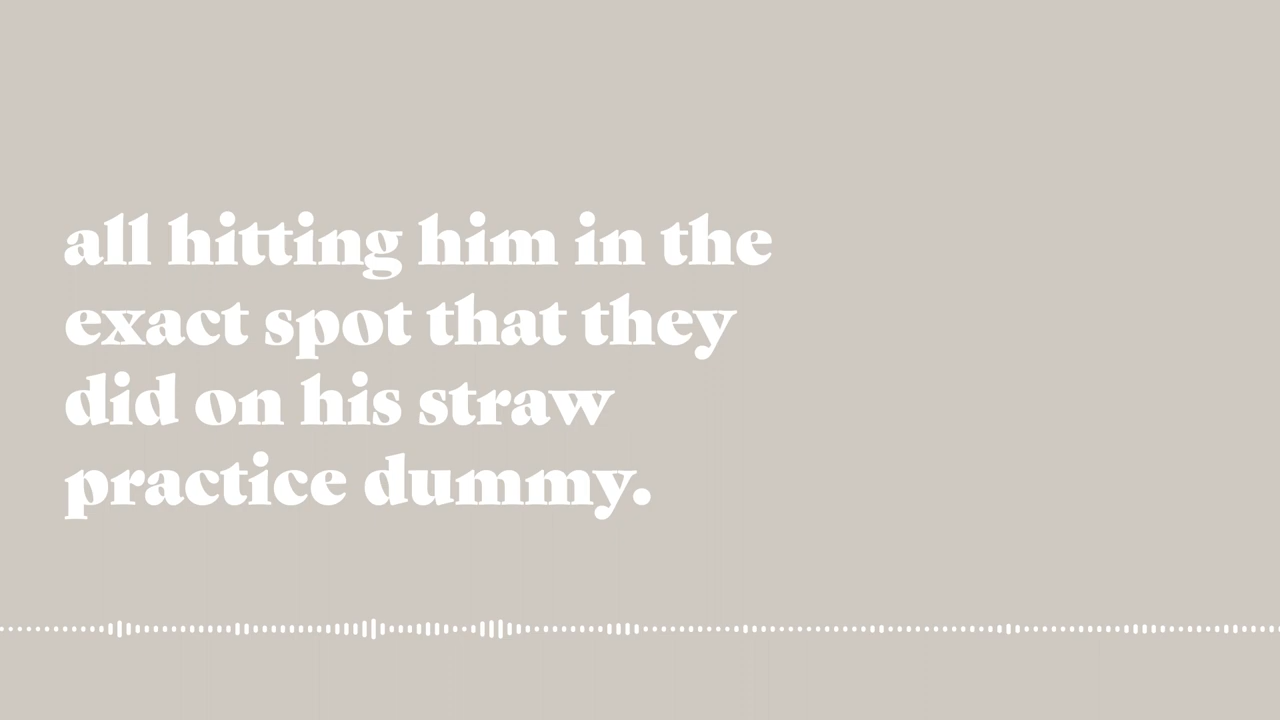 all hitting him in the
exact spot that they
did on his straw
practice dummy.